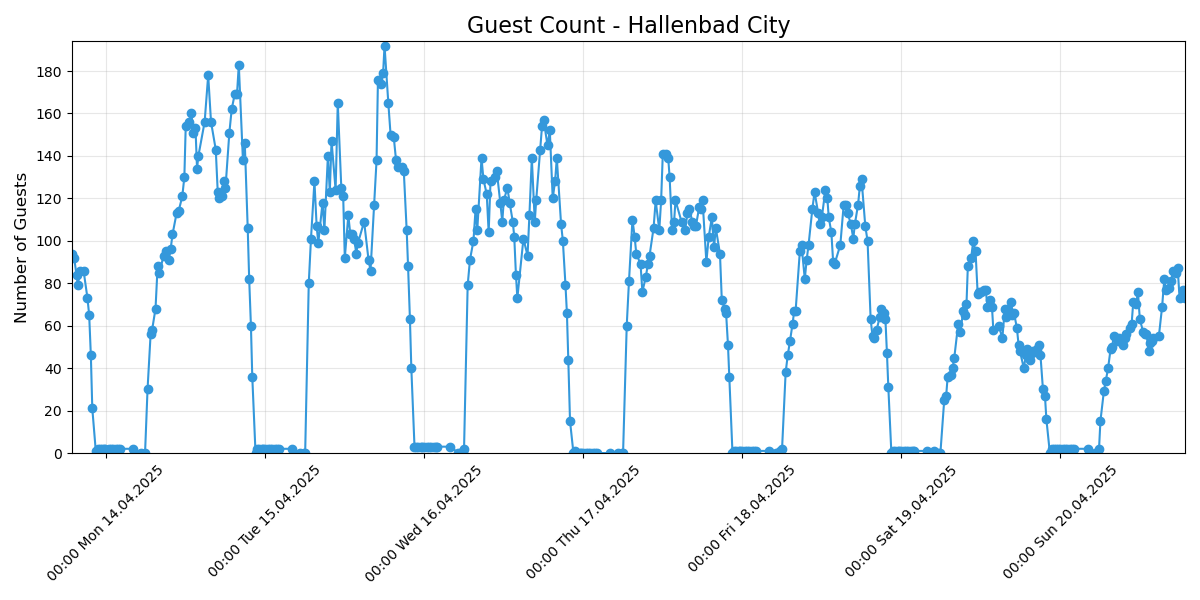 Guest Count - Hallenbad City
Number of Guests
180
160
140
120
100
80
60
40
20
0
00:00 Mon 14.04.2025
00:00 Tue 15.04.2025
00:00 Wed 16.04.2025
00:00 Thu 17.04.2025
00:00 Fri 18.04.2025
00:00 Sat 19.04.2025
00:00 Sun 20.04.2025